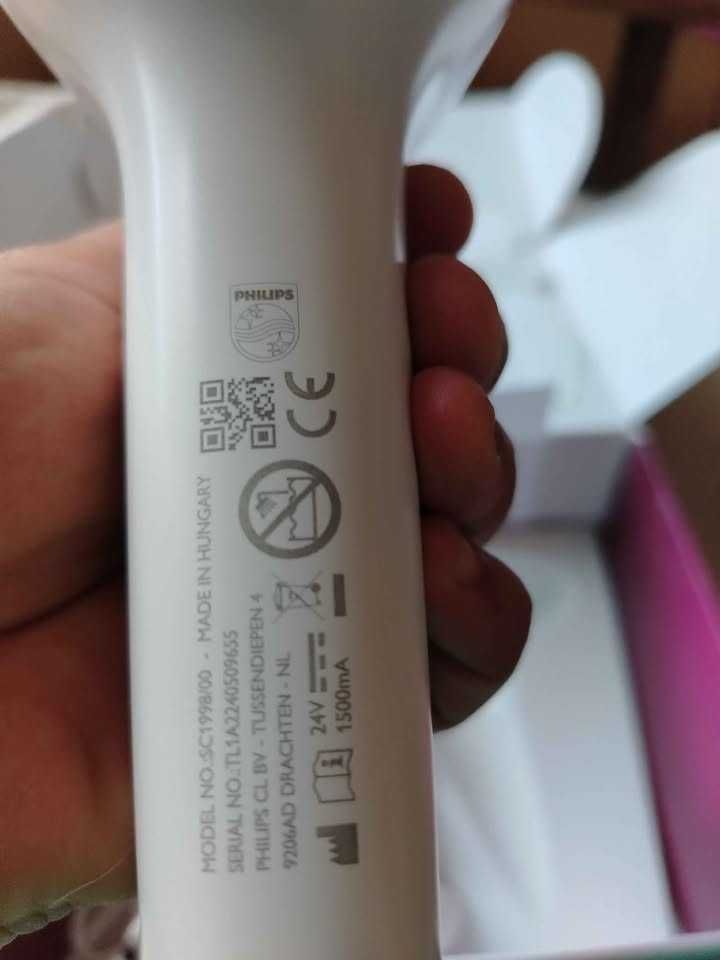 PHILIPS
CE
MODEL NO.:SC1998/00 - MADE IN HUNGARY
SERIAL NO.:TL1A2240509655
PHILIPS CL BV - TUSSENDIEPEN 4
9206AD DRACHTEN - NL
24V
1500mA